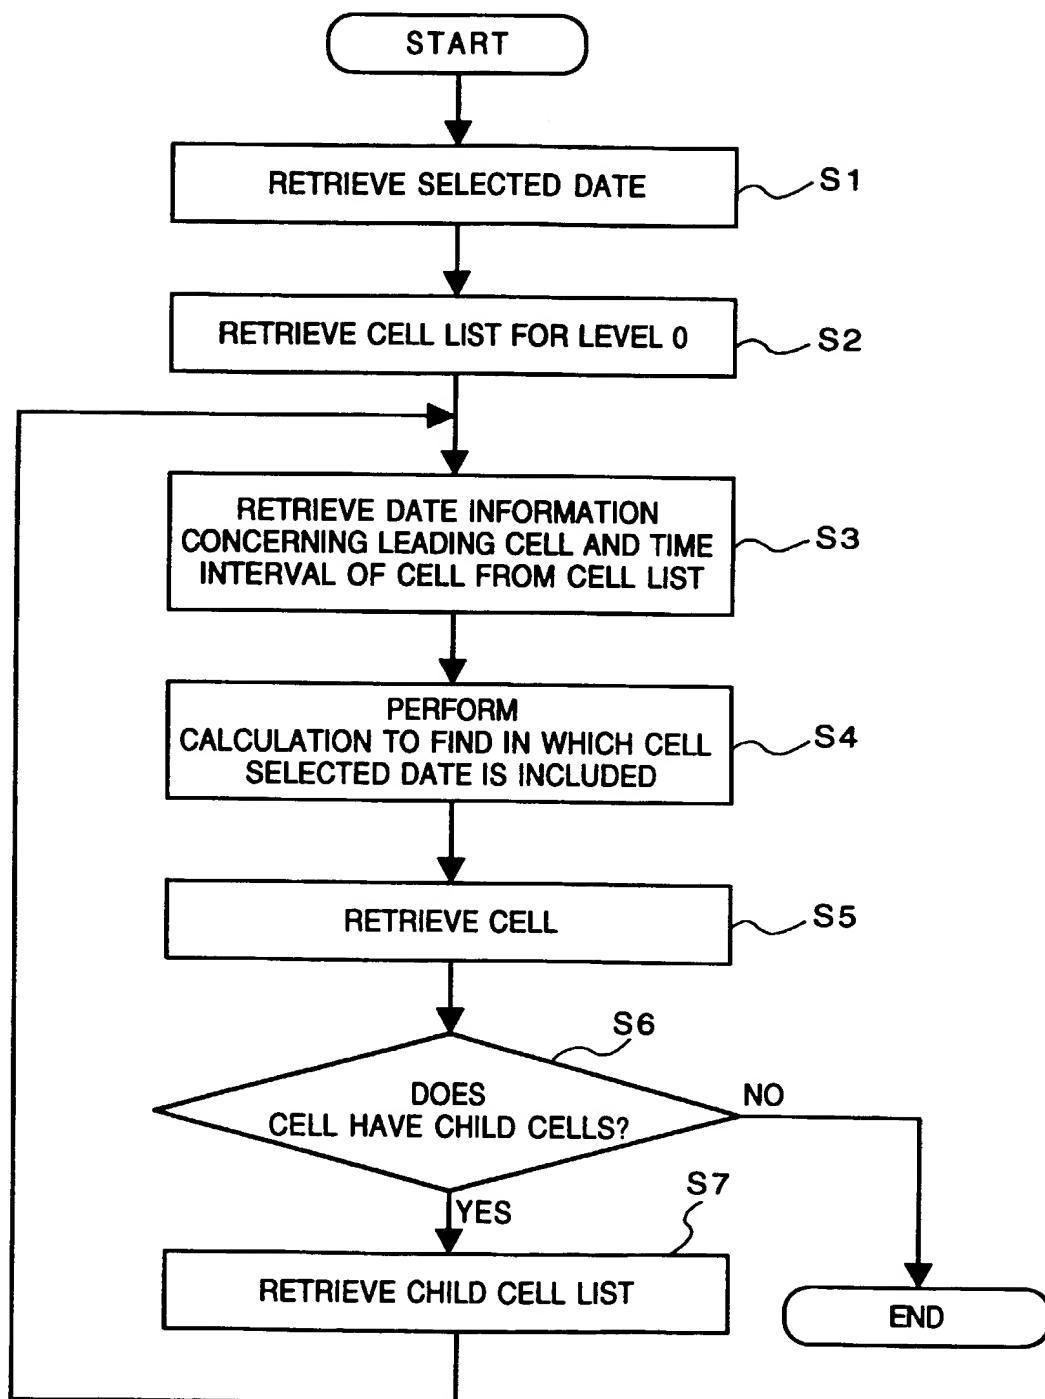 START
RETRIEVE SELECTED DATE
S1
RETRIEVE CELL LIST FOR LEVEL 0
S2
RETRIEVE DATE INFORMATION
CONCERNING LEADING CELL AND TIME
INTERVAL OF CELL FROM CELL LIST
S3
PERFORM
CALCULATION TO FIND IN WHICH CELL
SELECTED DATE IS INCLUDED
S4
RETRIEVE CELL
S5
S6
DOES
CELL HAVE CHILD CELLS?
NO
YES
S7
RETRIEVE CHILD CELL LIST
END